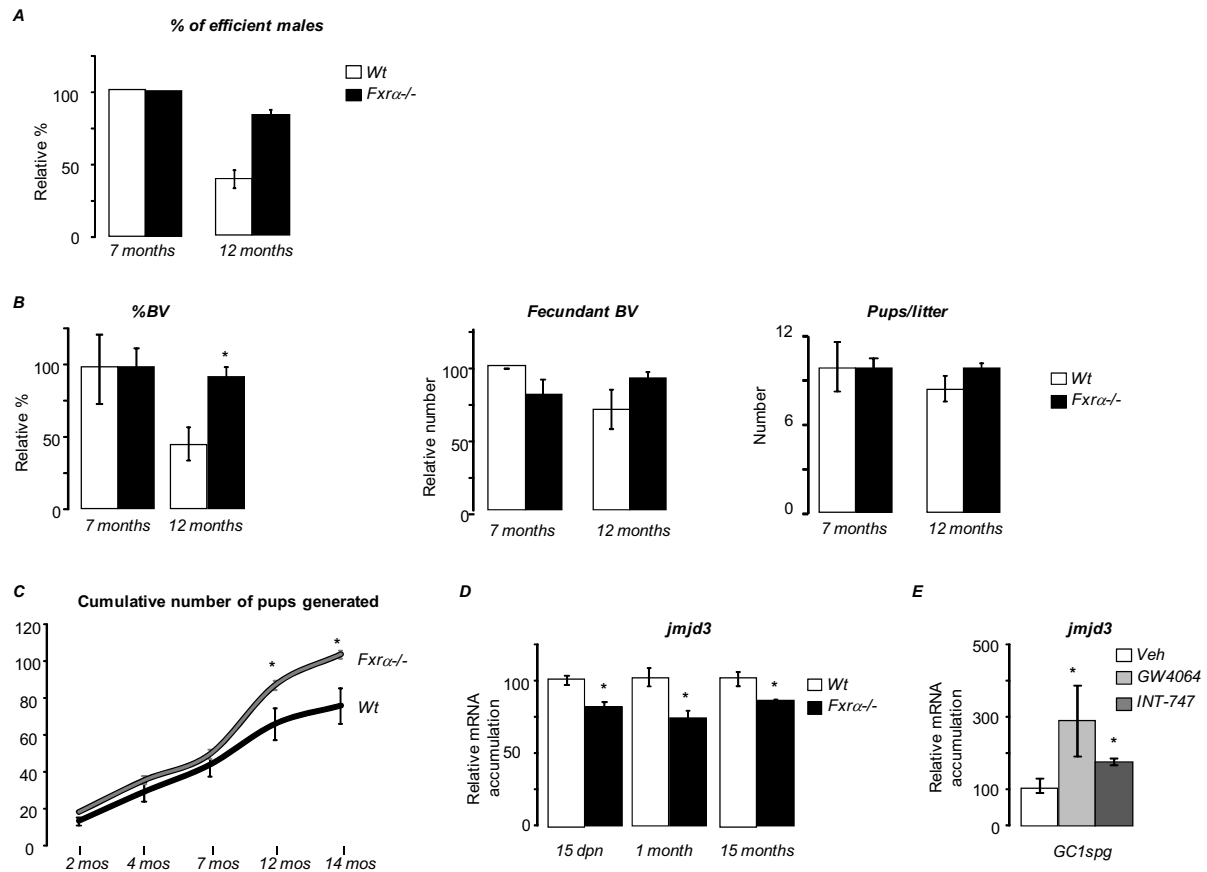 A
% of efficient males
Relative %
100
50
0
7 months
12 months
Wt
Fxrα-/-
B
%BV
Relative %
100
50
0
7 months
12 months
*
Fecundant BV
Relative number
100
50
0
7 months
12 months
Pups/litter
Number
12
6
0
7 months
12 months
Wt
Fxrα-/-
C
Cumulative number of pups generated
120
100
80
60
40
20
0
2 mos
4 mos
7 mos
12 mos
14 mos
*
*
Fxrα-/-
Wt
D
jmjd3
Relative mRNA
accumulation
100
50
0
15 dpn
1 month
15 months
*
*
*
Wt
Fxrα-/-
E
jmjd3
Relative mRNA
accumulation
500
300
100
0
*
*
Veh
GW4064
INT-747
GC1spg